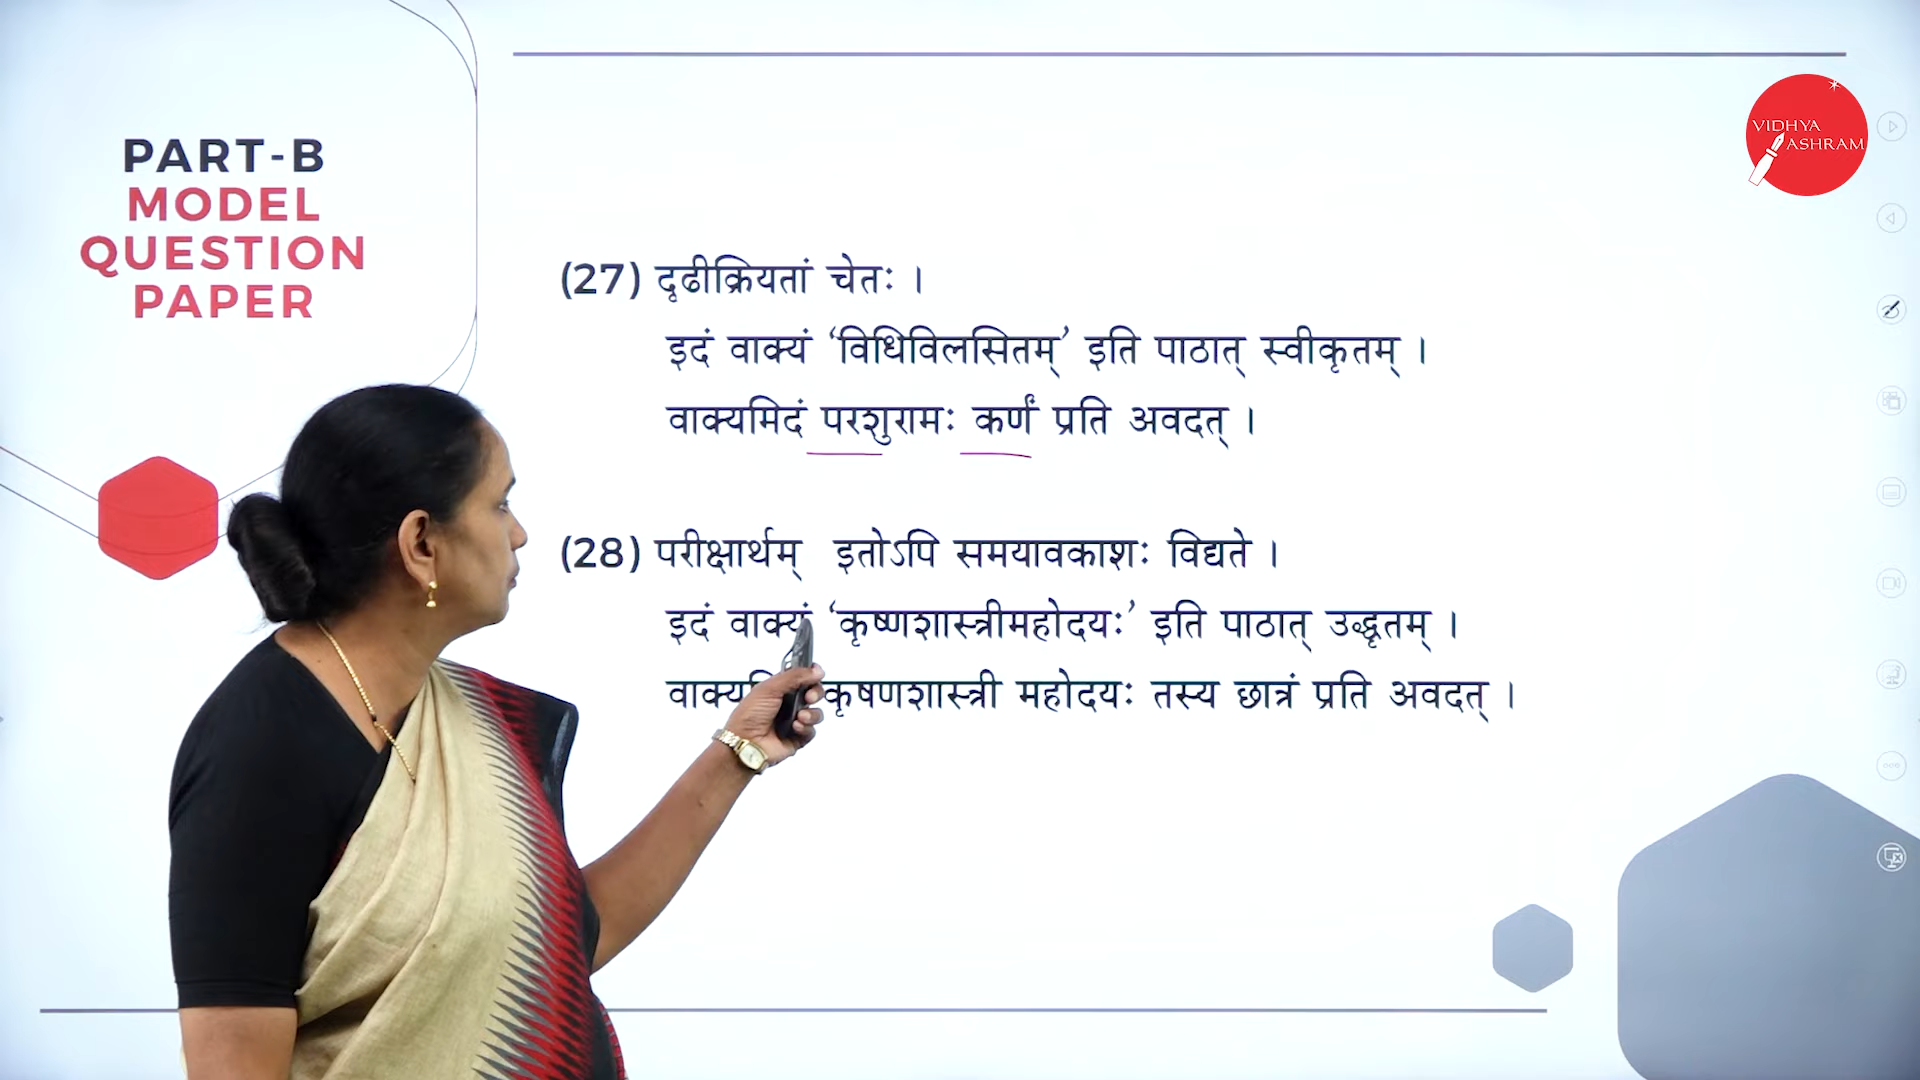 PART-B
MODEL
QUESTION
PAPER
VIDHYA
ASHRAM
(27) दृढीक्रियतां चेतः ।
इदं वाक्यं ‘विधिविलसितम्’ इति पाठात् स्वीकृतम् ।
वाक्यमिदं परशुरामः कर्णं प्रति अवदत् ।
(28) परीक्षार्थम् इतोऽपि समयावकाशः विद्यते ।
इदं वाक्यं ‘कृष्णशास्त्रीमहोदयः’ इति पाठात् उद्धृतम् ।
कृषणशास्त्री महोदयः तस्य छात्रं प्रति अवदत् ।